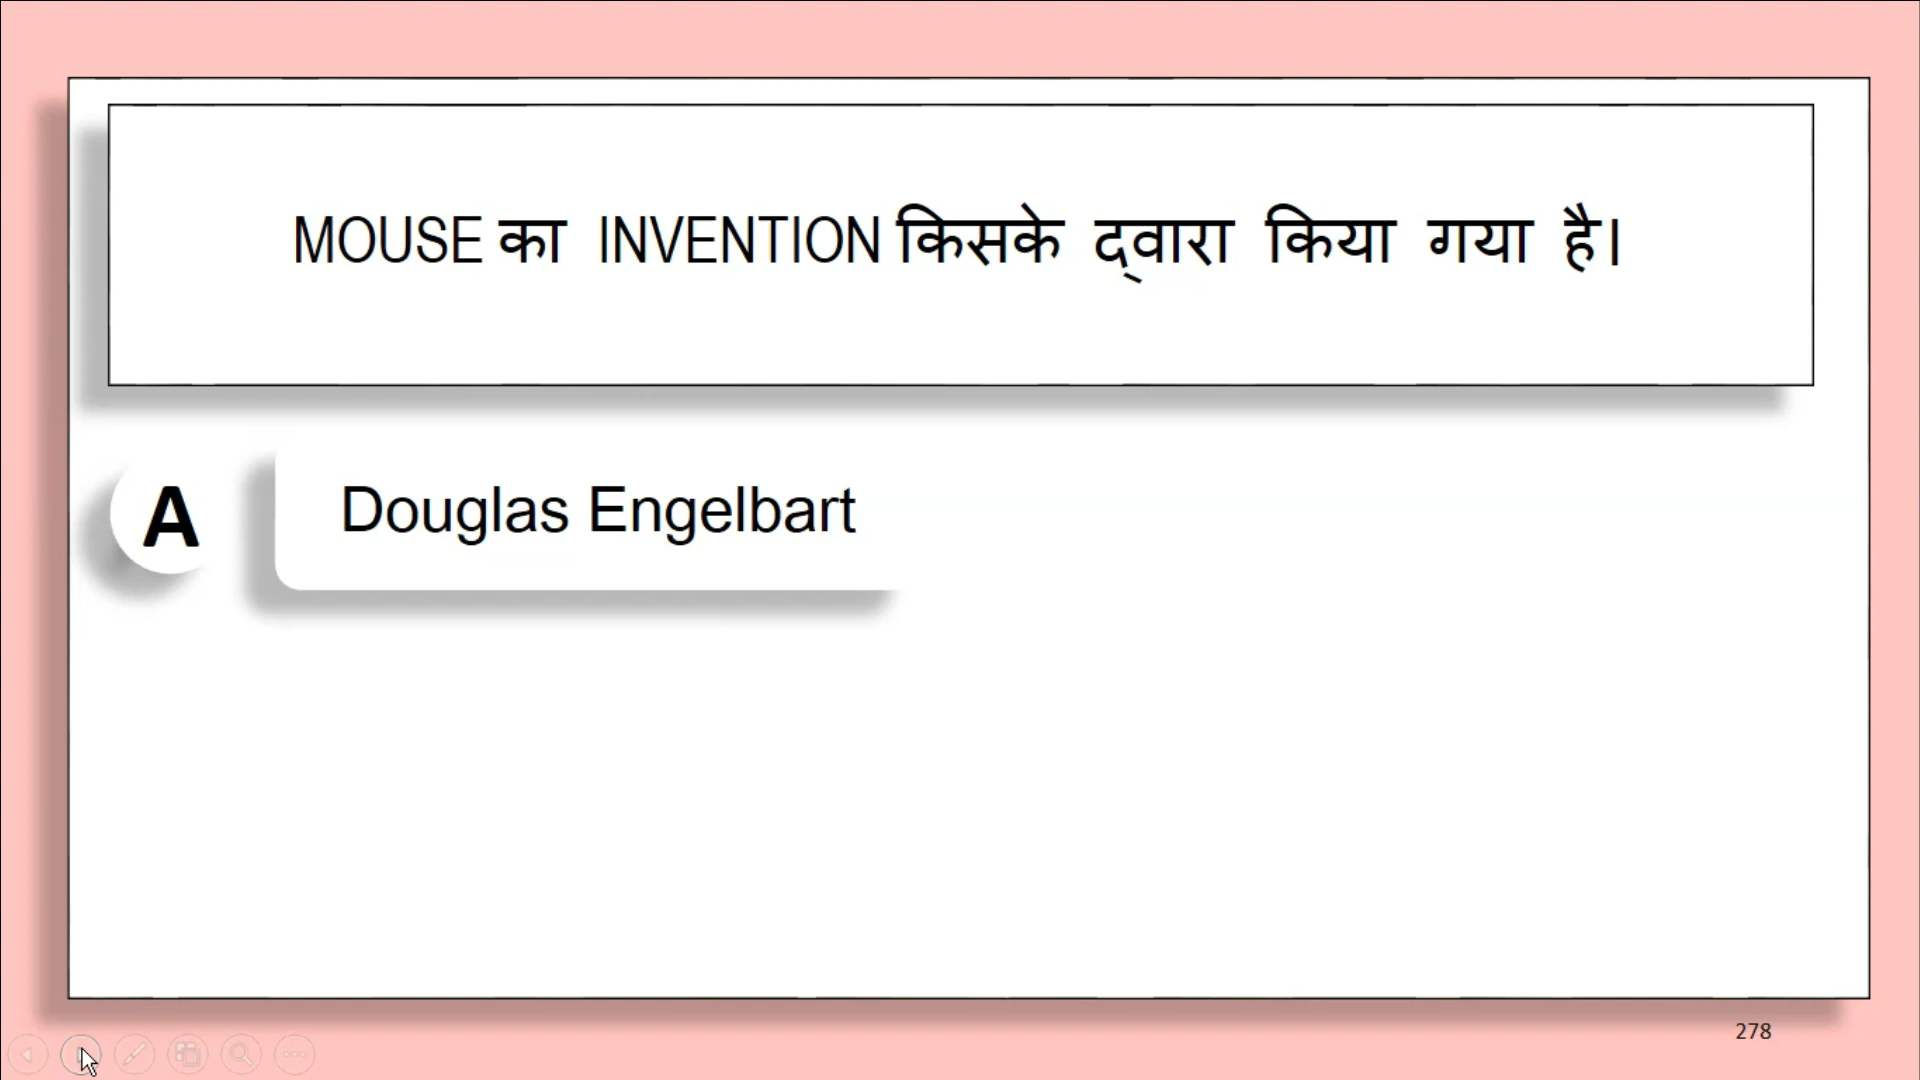 MOUSE का INVENTION किसके द्वारा किया गया है।
A
Douglas Engelbart
278